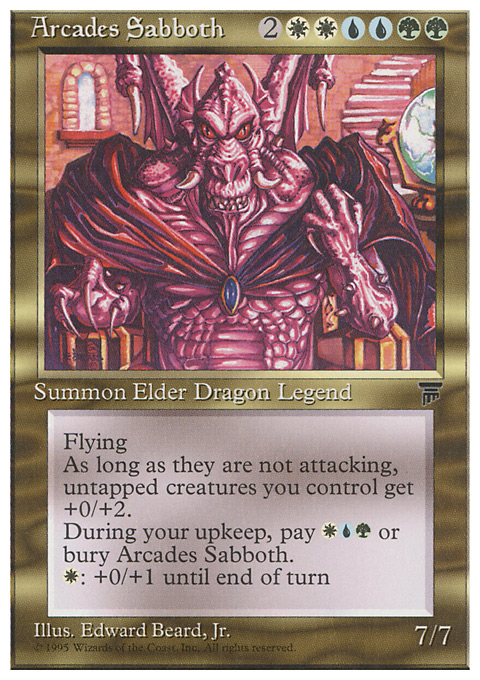 Arcades Sabboth 2
Summon Elder Dragon Legend
Flying
As long as they are not attacking,
untapped creatures you control get
+0/+2.
During your upkeep, pay or
bury Arcades Sabboth.
: +0/+1 until end of turn
Illus. Edward Beard, Jr. 7/7
© 1995 Wizards of the Coast, Inc. All rights reserved.